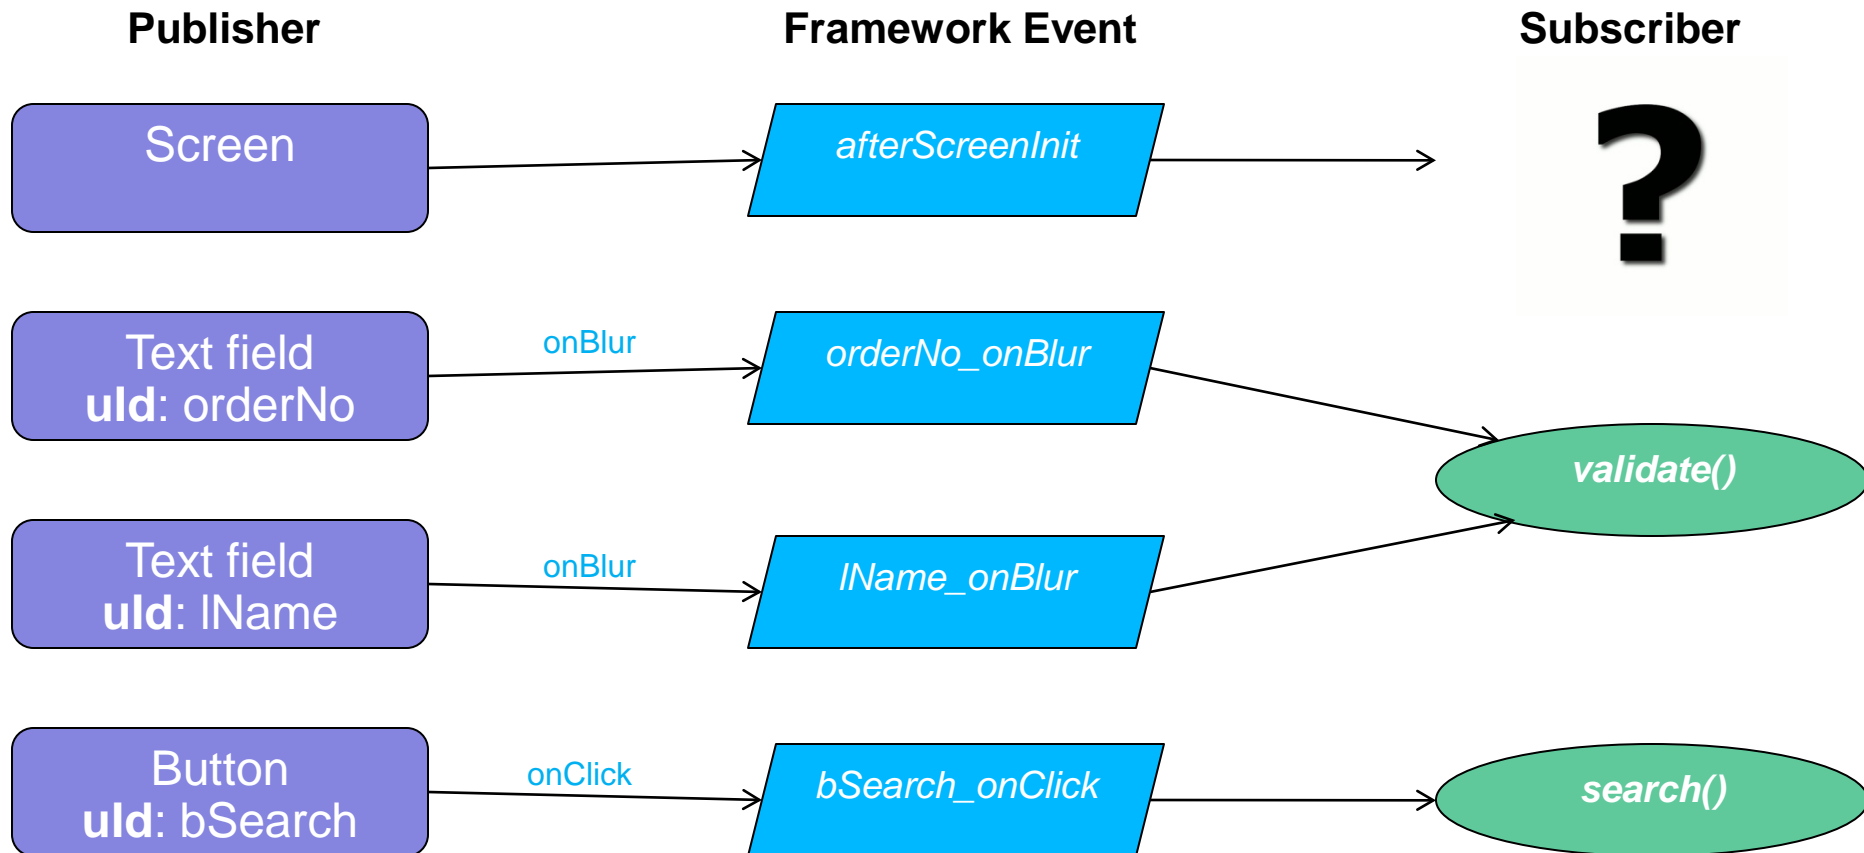 Publisher
Framework Event
Subscriber
Screen
afterScreenInit
?
Text field
uId: orderNo
onBlur
orderNo_onBlur
validate()
Text field
uId: lName
onBlur
lName_onBlur
Button
uId: bSearch
onClick
bSearch_onClick
search()